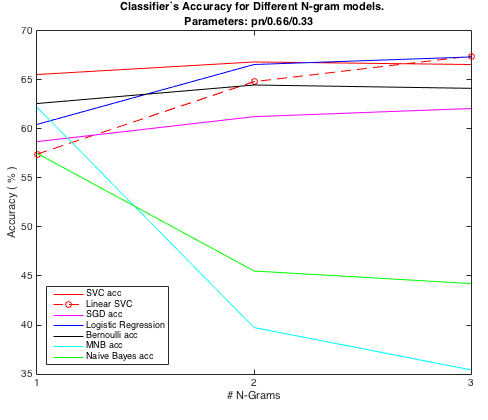 Classifier`s Accuracy for Different N-gram models.
Parameters: pn/0.66/0.33
70
65
60
55
50
45
40
35
Accuracy ( % )
SVC acc
Linear SVC
SGD acc
Logistic Regression
Bernoulli acc
MNB acc
Naive Bayes acc
1
2
3
# N-Grams